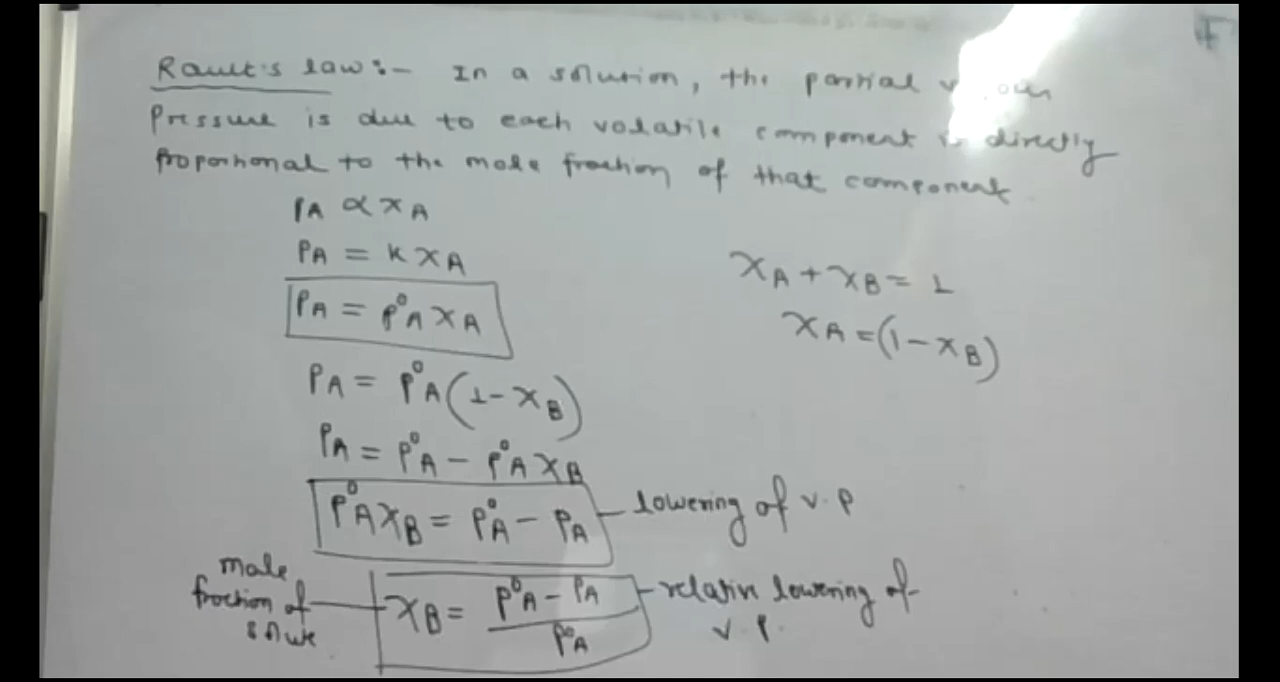 Rault's law:- In a solution, the partial
Pressure is due to each volatile component is directly
proportional to the mole fraction of that component
PA ∝ xA
PA = K xA
PA = P°A xA
xA + xB = 1
xA = (1 - xB)
PA = P°A (1 - xB)
PA = P°A - P°A xB
P°A xB = P°A - PA lowering of v.p
mole fraction of solute xB = (P°A - PA) / P°A relativ lowering of v.p.